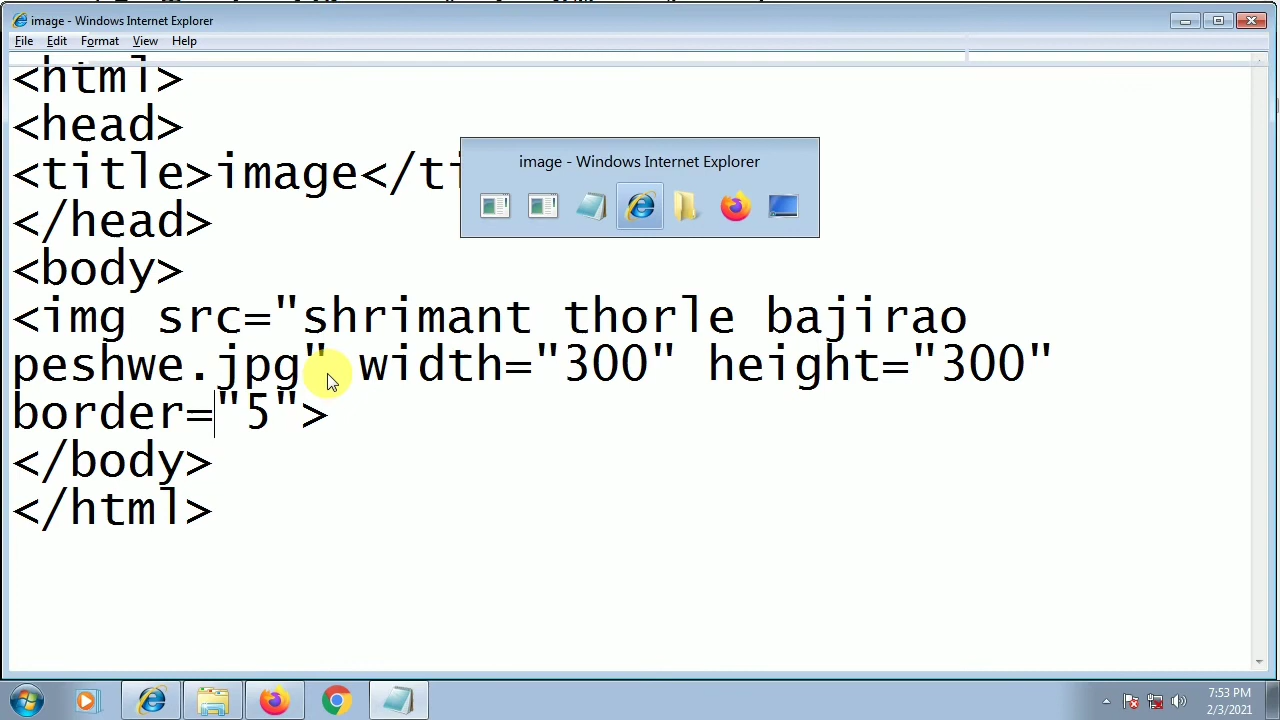 image - Windows Internet Explorer
File Edit Format View Help
<html>
<head>
<title>image</ti
image - Windows Internet Explorer
</head>
<body>
<img src="shrimant thorle bajirao
peshwe.jpg" width="300" height="300"
border="5">
</body>
</html>
7:53 PM
2/3/2021